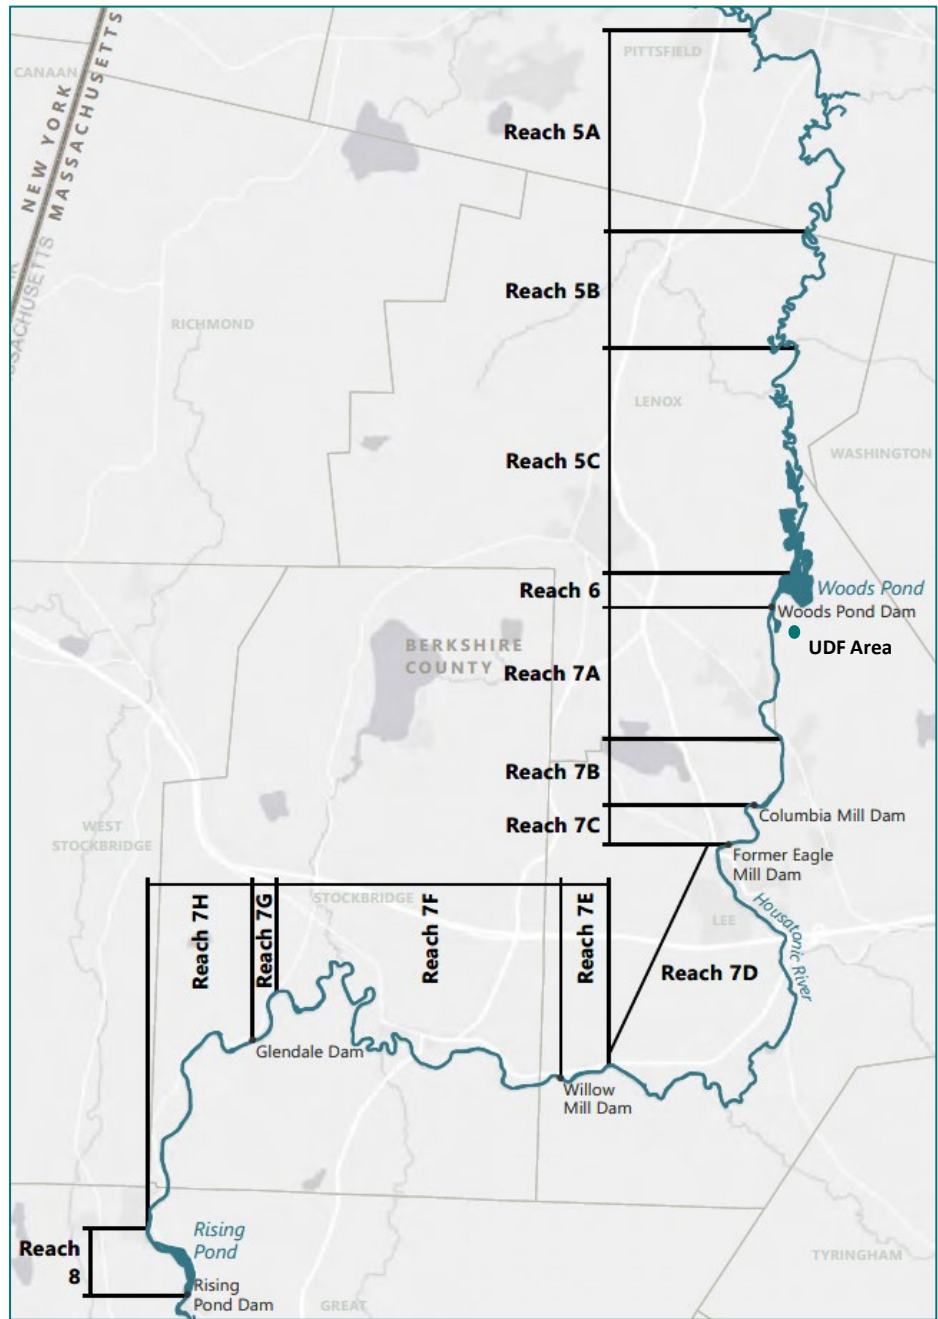 PITTSFIELD
CANAAN
NEW YORK
MASSACHUSETTS
SSACHUSETTS
Reach 5A
Reach 5B
RICHMOND
LENOX
WASHINGTON
Reach 5C
Reach 6
Woods Pond
Woods Pond Dam
UDF Area
BERKSHIRE
COUNTY
Reach 7A
Reach 7B
Columbia Mill Dam
Reach 7C
WEST
STOCKBRIDGE
Former Eagle
Mill Dam
STOCKBRIDGE
LEE
Housatonic River
Reach 7H
Reach 7G
Reach 7F
Reach 7E
Reach 7D
Glendale Dam
Willow
Mill Dam
Rising
Pond
Reach
8
Rising
Pond Dam
TYRINGHAM
GREAT